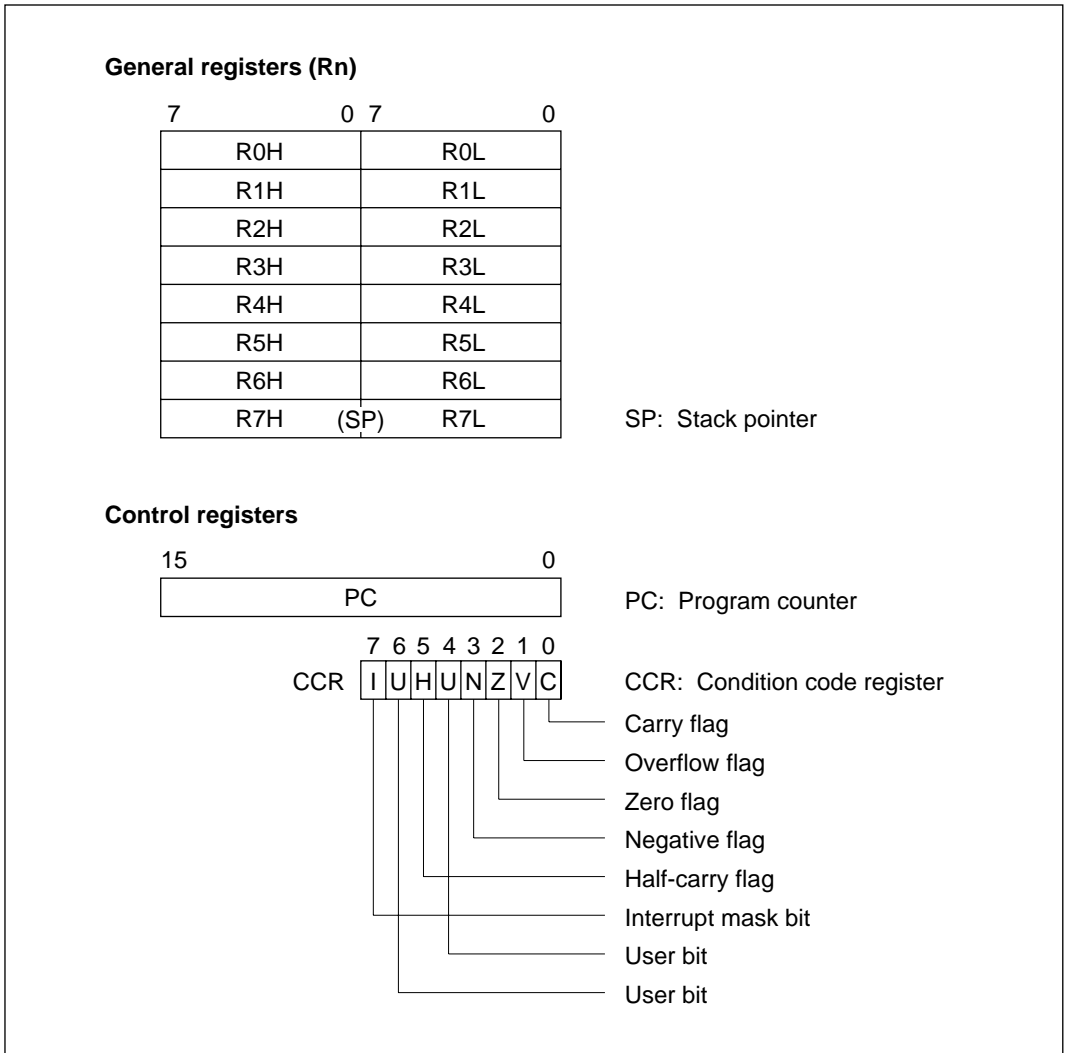 General registers (Rn)
7 0 7 0
R0H R0L
R1H R1L
R2H R2L
R3H R3L
R4H R4L
R5H R5L
R6H R6L
R7H (SP) R7L SP: Stack pointer
Control registers
15 0
PC PC: Program counter
7 6 5 4 3 2 1 0
CCR I U H U N Z V C CCR: Condition code register
Carry flag
Overflow flag
Zero flag
Negative flag
Half-carry flag
Interrupt mask bit
User bit
User bit